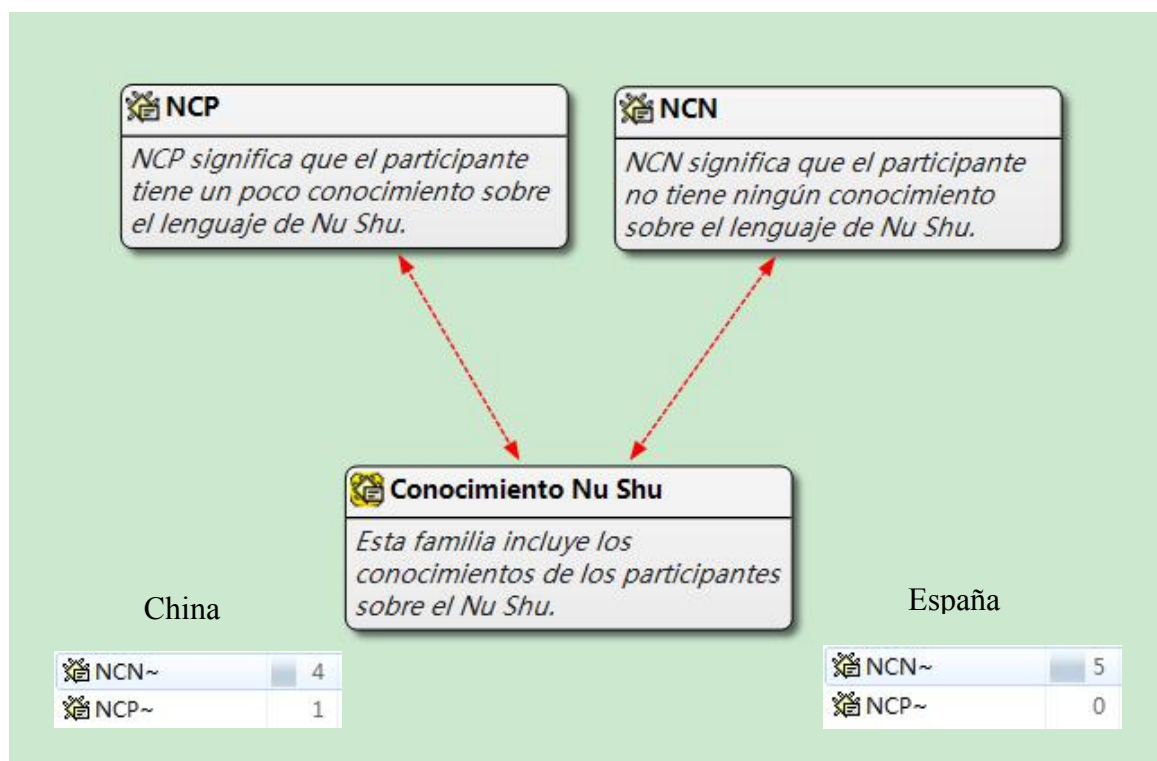 NCP
NCP significa que el participante
tiene un poco conocimiento sobre
el lenguaje de Nu Shu.
NCN
NCN significa que el participante
no tiene ningún conocimiento
sobre el lenguaje de Nu Shu.
Conocimiento Nu Shu
Esta familia incluye los
conocimientos de los participantes
sobre el Nu Shu.
China
NCN~ 4
NCP~ 1
España
NCN~ 5
NCP~ 0